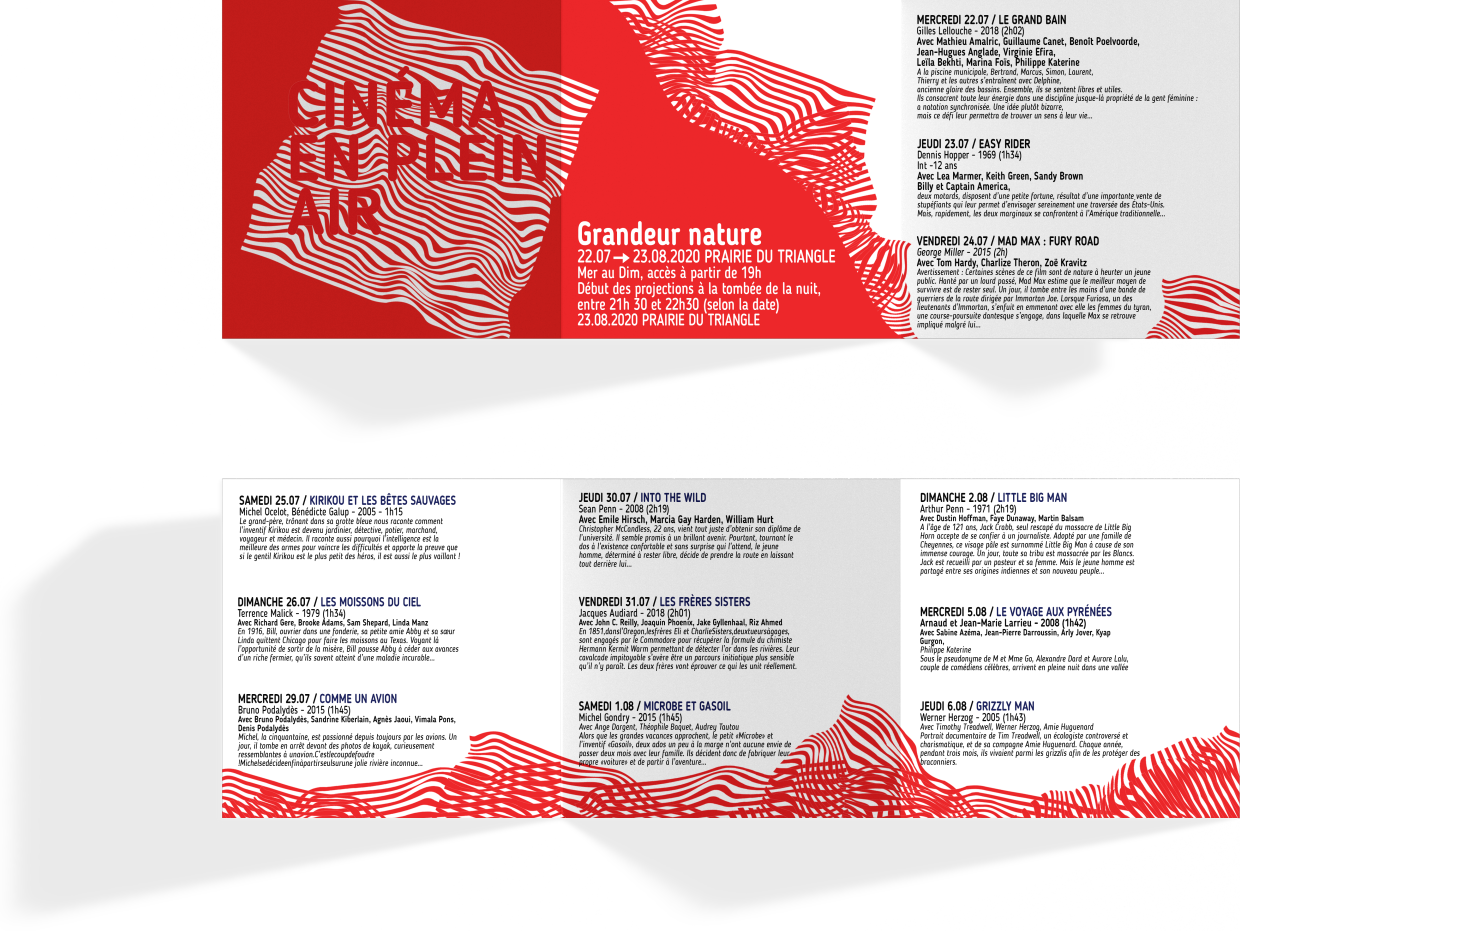 CINÉMA
EN PLEIN
AIR
Grandeur nature
22.07 → 23.08.2020 PRAIRIE DU TRIANGLE
Mer au Dim, accès à partir de 19h
Début des projections à la tombée de la nuit,
entre 21h 30 et 22h30 (selon la date)
23.08.2020 PRAIRIE DU TRIANGLE
MERCREDI 22.07 / LE GRAND BAIN
Gilles Lellouche - 2018 (2h02)
Avec Mathieu Amalric, Guillaume Canet, Benoît Poelvoorde,
Jean-Hugues Anglade, Virginie Efira,
Leïla Bekhti, Marina Foïs, Philippe Katerine
A la piscine municipale, Bertrand, Marcus, Simon, Laurent,
Thierry et les autres s'entraînent avec Delphine,
ancienne gloire des bassins. Ensemble, ils se sentent libres et utiles.
Ils consacrent toute leur énergie dans une discipline jusque-là propriété de la gent féminine :
a natation synchronisée. Une idée plutôt bizarre,
mais ce défi leur permettra de trouver un sens à leur vie...
JEUDI 23.07 / EASY RIDER
Dennis Hopper - 1969 (1h34)
Int -12 ans
Avec Lea Marmer, Keith Green, Sandy Brown
Billy et Captain America,
deux motards, disposent d'une petite fortune, résultat d'une importante vente de
stupéfiants qui leur permet d'envisager sereinement une traversée des États-Unis.
Mais, rapidement, les deux marginaux se confrontent à l'Amérique traditionnelle...
VENDREDI 24.07 / MAD MAX : FURY ROAD
George Miller - 2015 (2h)
Avec Tom Hardy, Charlize Theron, Zoë Kravitz
Avertissement : Certaines scènes de ce film sont de nature à heurter un jeune
public. Hanté par un lourd passé, Mad Max estime que le meilleur moyen de
survivre est de rester seul. Un jour, il tombe entre les mains d'une bande de
guerriers de la route dirigée par Immortan Joe. Lorsque Furiosa, un des
lieutenants d'Immortan, s'enfuit en emmenant avec elle les femmes du tyran,
une course-poursuite dantesque s'engage, dans laquelle Max se retrouve
impliqué malgré lui...
SAMEDI 25.07 / KIRIKOU ET LES BÊTES SAUVAGES
Michel Ocelot, Bénédicte Galup - 2005 - 1h15
Le grand-père, trônant dans sa grotte bleue nous raconte comment
l'inventif Kirikou est devenu jardinier, détective, potier, marchand,
voyageur et médecin. Il raconte aussi pourquoi l'intelligence est la
meilleure des armes pour vaincre les difficultés et apporte la preuve que
si le gentil Kirikou est le plus petit des héros, il est aussi le plus vaillant !
DIMANCHE 26.07 / LES MOISSONS DU CIEL
Terrence Malick - 1979 (1h34)
Avec Richard Gere, Brooke Adams, Sam Shepard, Linda Manz
En 1916, Bill, ouvrier dans une fonderie, sa petite amie Abby et sa sœur
Linda quittent Chicago pour faire les moissons au Texas. Voyant là
l'opportunité de sortir de la misère, Bill pousse Abby à céder aux avances
d'un riche fermier, qu'ils savent atteint d'une maladie incurable...
MERCREDI 29.07 / COMME UN AVION
Bruno Podalydès - 2015 (1h45)
Avec Bruno Podalydès, Sandrine Kiberlain, Agnès Jaoui, Vimala Pons,
Denis Podalydès
Michel, la cinquantaine, est passionné depuis toujours par les avions. Un
jour, il tombe en arrêt devant des photos de kayak, curieusement
ressemblantes à unavion.C'estlecoupdefoudre
!Michelsedécideenfinàpartirseulsurune jolie rivière inconnue...
JEUDI 30.07 / INTO THE WILD
Sean Penn - 2008 (2h19)
Avec Emile Hirsch, Marcia Gay Harden, William Hurt
Christopher McCandless, 22 ans, vient tout juste d'obtenir son diplôme de
l'université. Il semble promis à un brillant avenir. Pourtant, tournant le
dos à l'existence confortable et sans surprise qui l'attend, le jeune
homme, déterminé à rester libre, décide de prendre la route en laissant
tout derrière lui...
VENDREDI 31.07 / LES FRÈRES SISTERS
Jacques Audiard - 2018 (2h01)
Avec John C. Reilly, Joaquin Phoenix, Jake Gyllenhaal, Riz Ahmed
En 1851,dansl'Oregon,lesfrères Eli et CharlieSisters,deuxtueursàgages,
sont engagés par le Commodore pour récupérer la formule du chimiste
Hermann Kermit Warm permettant de détecter l'or dans les rivières. Leur
cavalcade impitoyable s'avère être un parcours initiatique plus sensible
qu'il n'y paraît. Les deux frères vont éprouver ce qui les unit réellement.
SAMEDI 1.08 / MICROBE ET GASOIL
Michel Gondry - 2015 (1h45)
Avec Ange Dargent, Théophile Baquet, Audrey Tautou
Alors que les grandes vacances approchent, le petit «Microbe» et
l'inventif «Gasoil», deux ados un peu à la marge n'ont aucune envie de
passer deux mois avec leur famille. Ils décident donc de fabriquer leur
propre «voiture» et de partir à l'aventure...
DIMANCHE 2.08 / LITTLE BIG MAN
Arthur Penn - 1971 (2h19)
Avec Dustin Hoffman, Faye Dunaway, Martin Balsam
A l'âge de 121 ans, Jack Crabb, seul rescapé du massacre de Little Big
Horn accepte de se confier à un journaliste. Adopté par une famille de
Cheyennes, ce visage pâle est surnommé Little Big Man à cause de son
immense courage. Un jour, toute sa tribu est massacrée par les Blancs.
Jack est recueilli par un pasteur et sa femme. Mais le jeune homme est
partagé entre ses origines indiennes et son nouveau peuple...
MERCREDI 5.08 / LE VOYAGE AUX PYRÉNÉES
Arnaud et Jean-Marie Larrieu - 2008 (1h42)
Avec Sabine Azéma, Jean-Pierre Darroussin, Arly Jover, Kyap
Gurgon,
Philippe Katerine
Sous le pseudonyme de M et Mme Go, Alexandre Dard et Aurore Lalu,
couple de comédiens célèbres, arrivent en pleine nuit dans une vallée
JEUDI 6.08 / GRIZZLY MAN
Werner Herzog - 2005 (1h43)
Avec Timothy Treadwell, Werner Herzog, Amie Huguenard
Portrait documentaire de Tim Treadwell, un écologiste controversé et
charismatique, et de sa compagne Amie Huguenard. Chaque année,
pendant trois mois, ils vivaient parmi les grizzlis afin de les protéger des
braconniers.